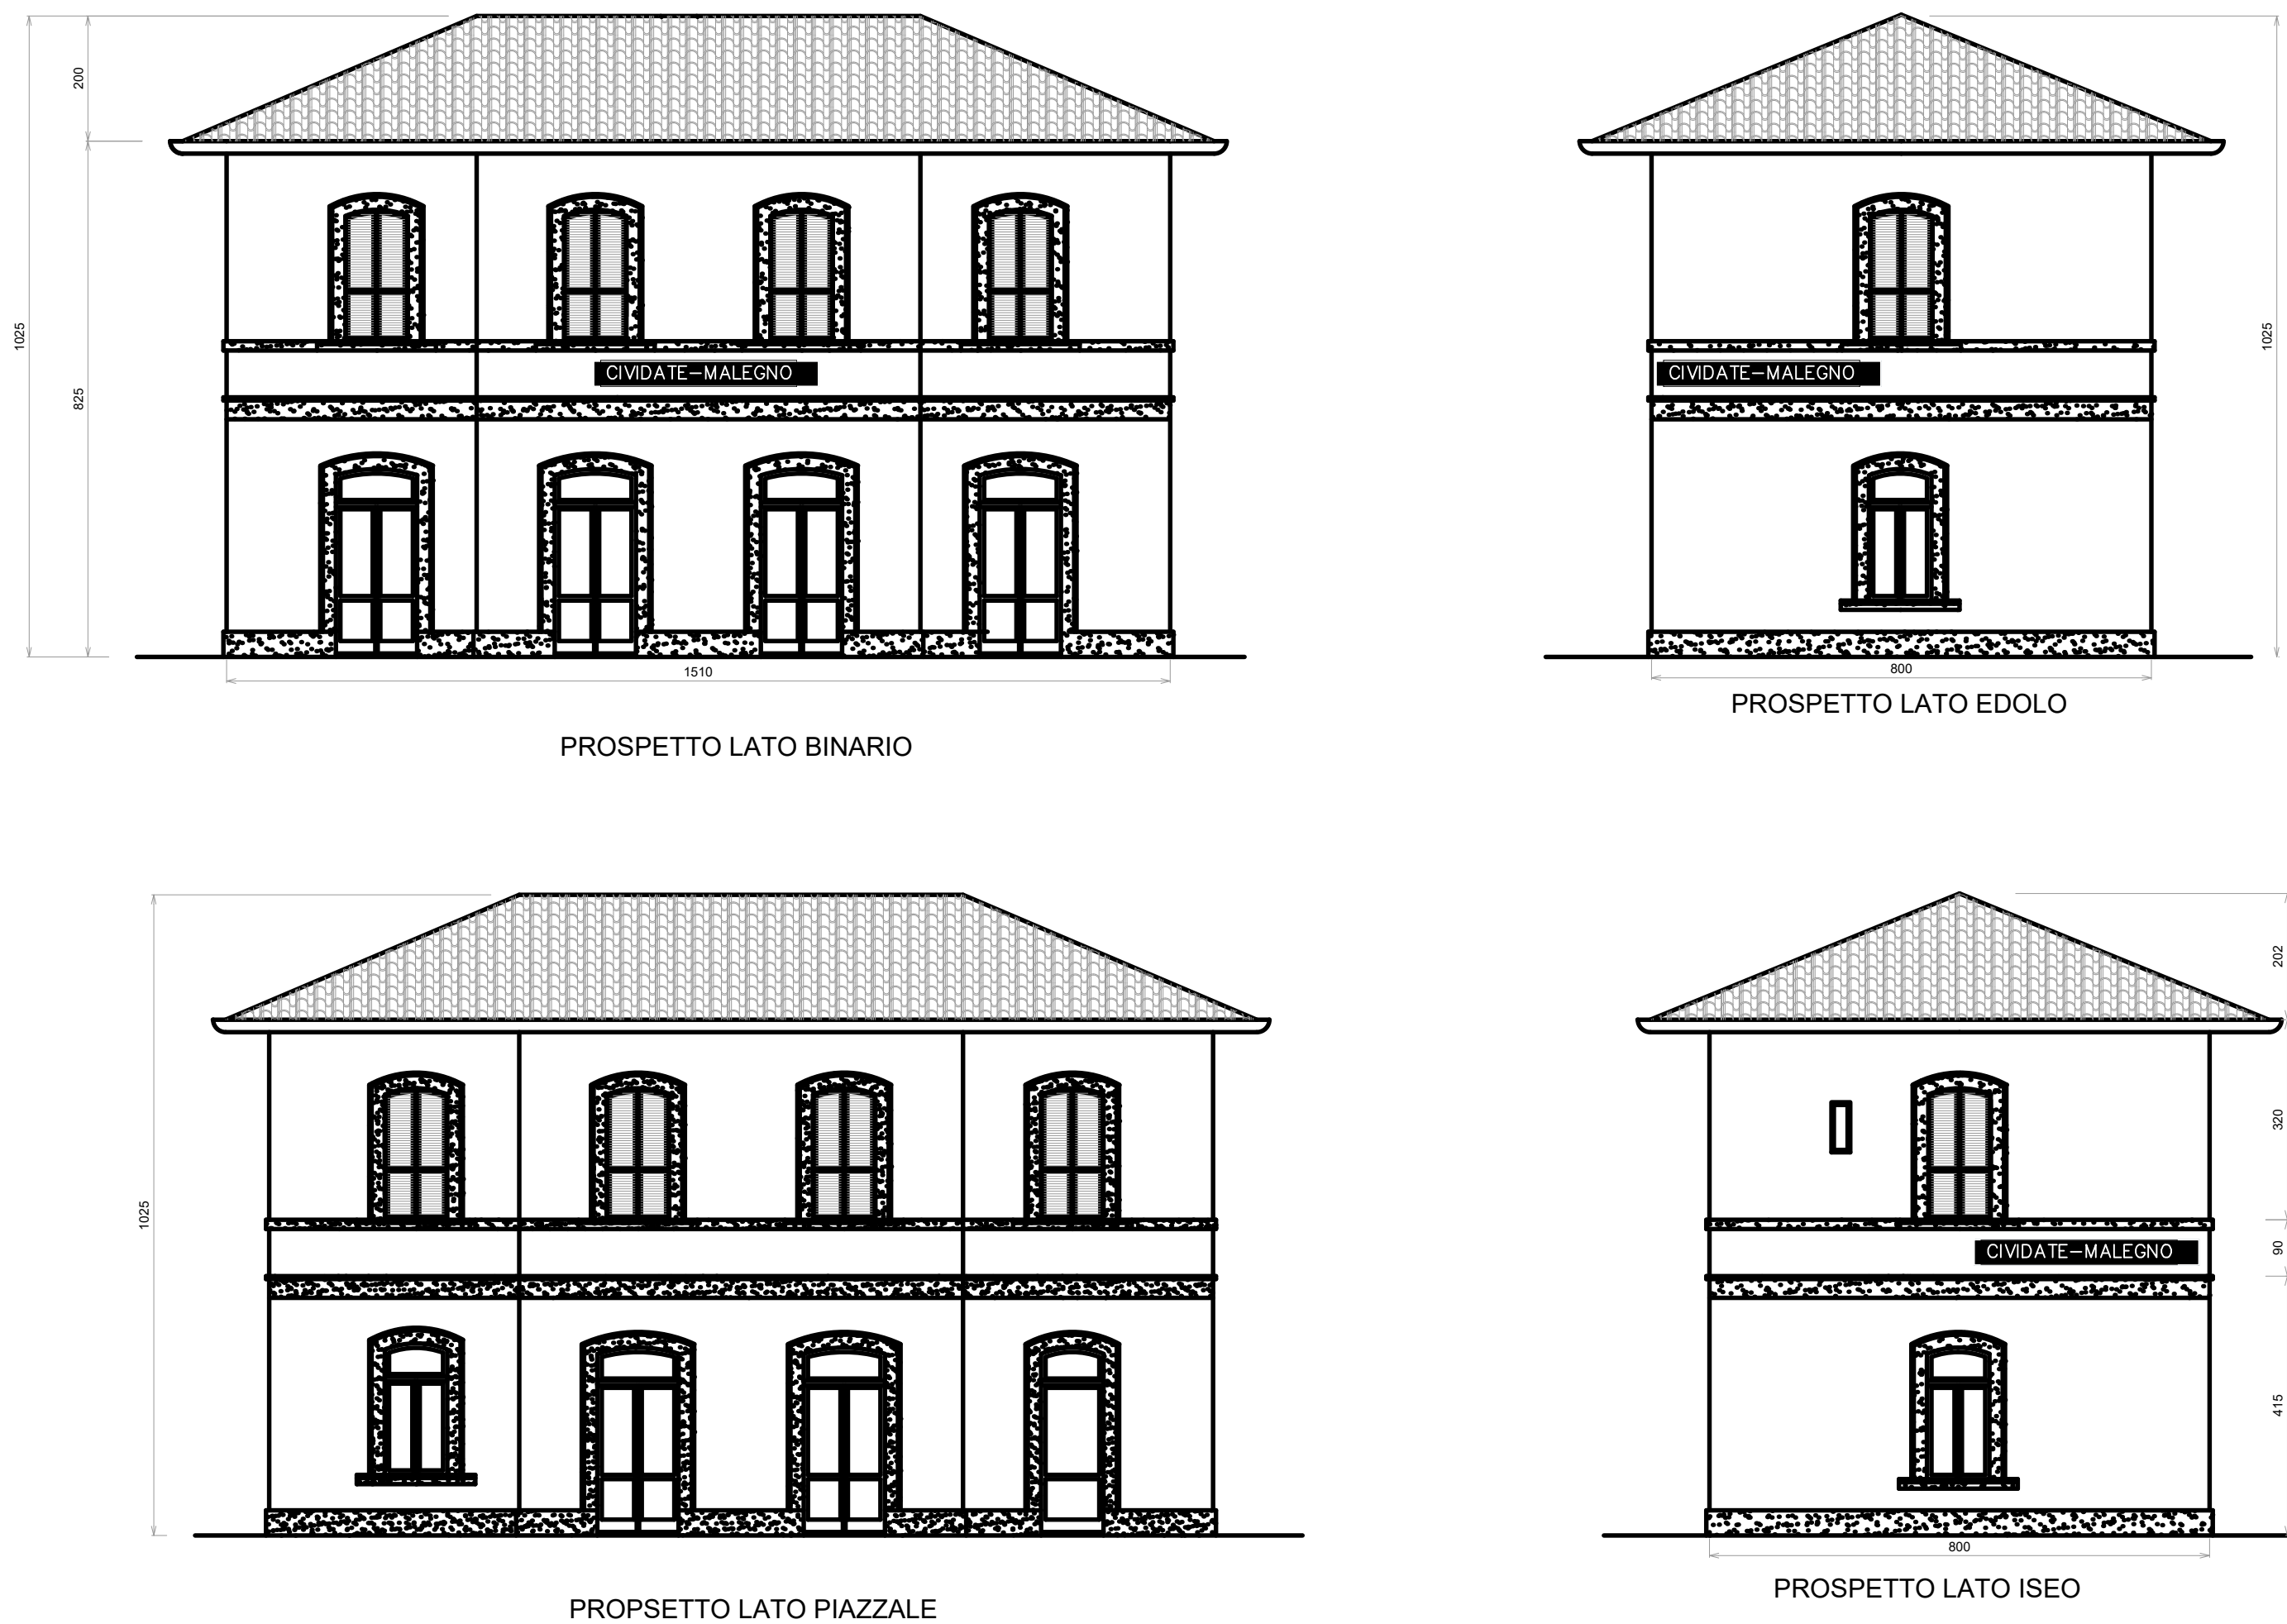 200
1025
825
CIVIDATE–MALEGNO
1510
PROSPETTO LATO BINARIO
1025
CIVIDATE–MALEGNO
800
PROSPETTO LATO EDOLO
1025
PROPSETTO LATO PIAZZALE
202
320
CIVIDATE–MALEGNO
90
415
800
PROSPETTO LATO ISEO